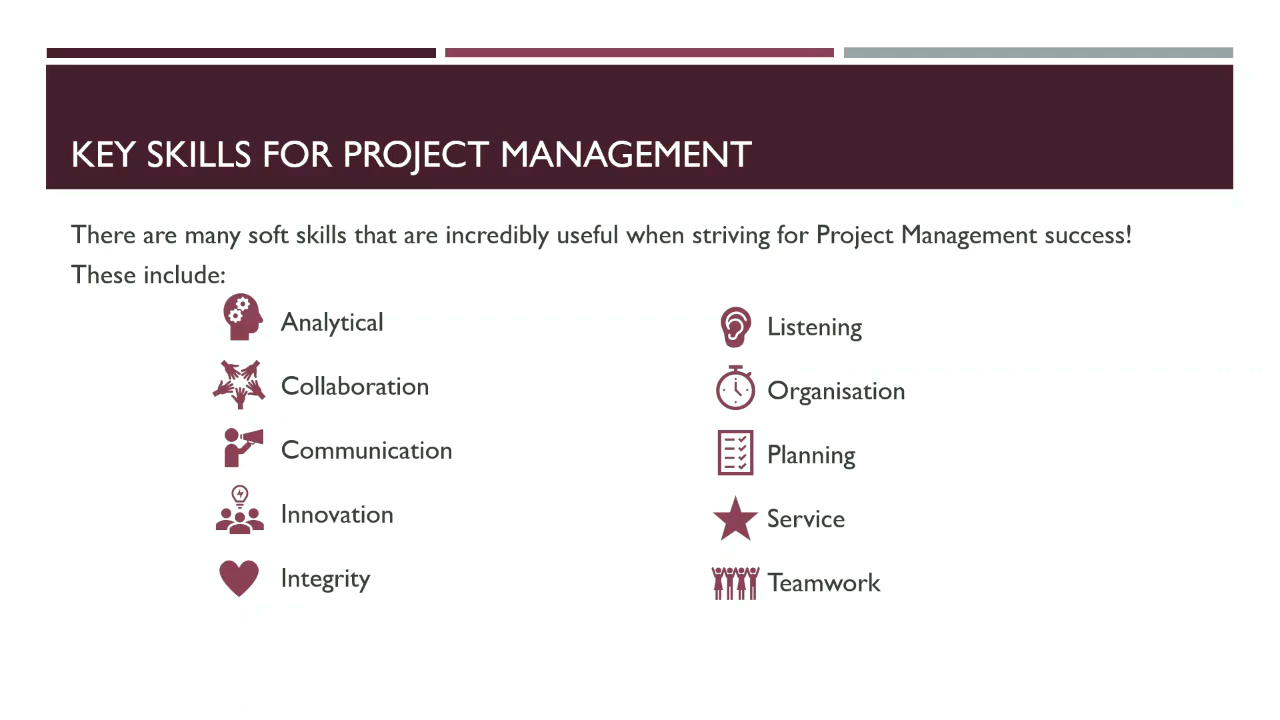 KEY SKILLS FOR PROJECT MANAGEMENT
There are many soft skills that are incredibly useful when striving for Project Management success!
These include:
Analytical
Collaboration
Communication
Innovation
Integrity
Listening
Organisation
Planning
Service
Teamwork